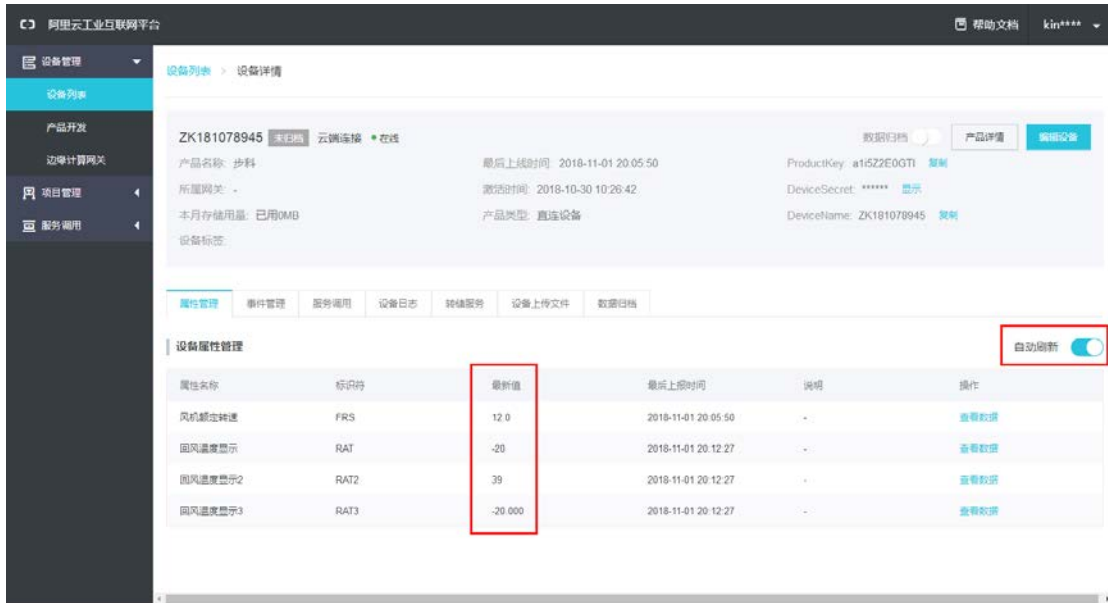 阿里云工业互联网平台 帮助文档 kin****
设备管理
设备列表
产品开发
边缘计算网关
项目管理
服务调用
设备列表 > 设备详情
ZK181078945 未归档 云端连接 •在线 数据归档 产品详情 编辑设备
产品名称: 步科 最后上线时间: 2018-11-01 20:05:50 ProductKey: a1i5Z2E0GTI 复制
所属网关: - 激活时间: 2018-10-30 10:26:42 DeviceSecret: ****** 显示
本月存储用量: 已用0MB 产品类型: 直连设备 DeviceName: ZK181078945 复制
设备标签:
属性管理 事件管理 服务调用 设备日志 转储服务 设备上传文件 数据归档
设备属性管理 自动刷新
属性名称 标识符 最新值 最后上报时间 说明 操作
风机额定转速 FRS 12.0 2018-11-01 20:05:50 - 查看数据
回风温度显示 RAT -20 2018-11-01 20:12:27 - 查看数据
回风温度显示2 RAT2 39 2018-11-01 20:12:27 - 查看数据
回风温度显示3 RAT3 -20.000 2018-11-01 20:12:27 - 查看数据